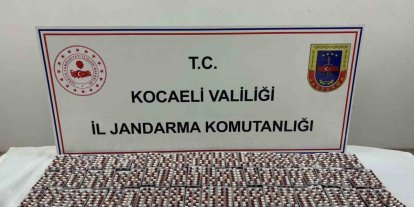 T.C.
KOCAELİ VALİLİĞİ
İL JANDARMA KOMUTANLIĞI